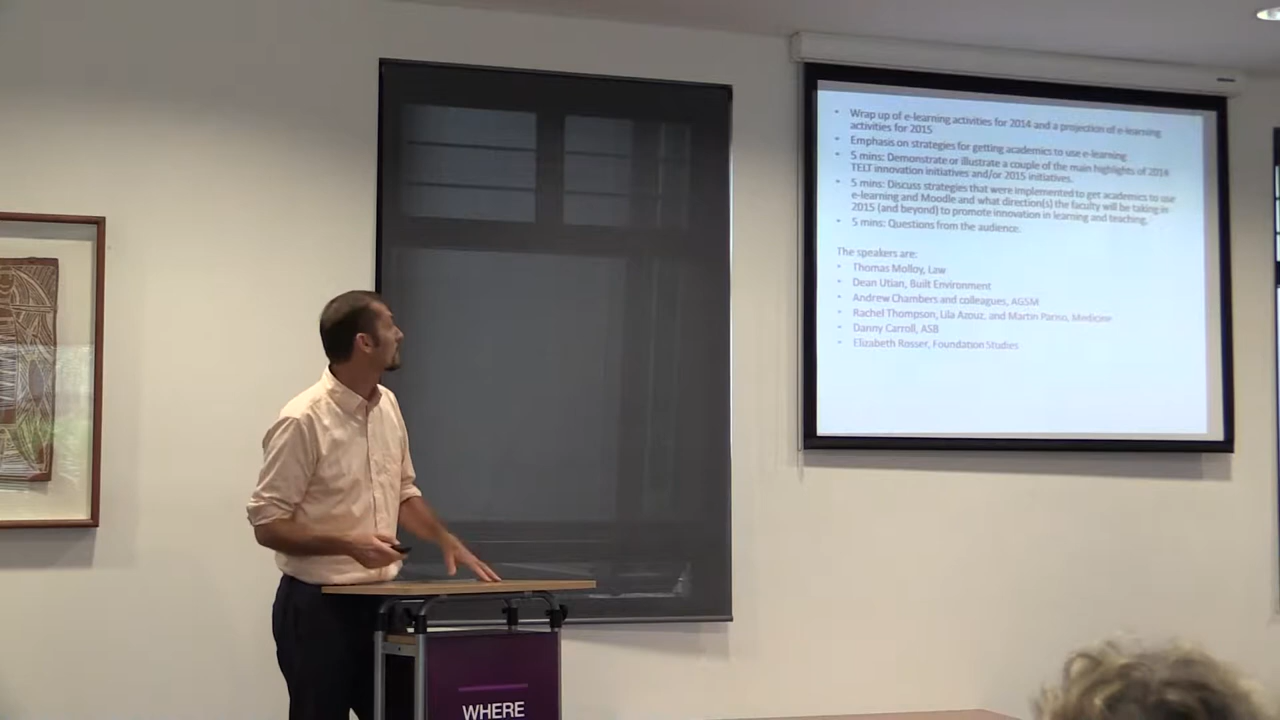 • Wrap up of e-learning activities for 2014 and a projection of e-learning
activities for 2015
• Emphasis on strategies for getting academics to use e-learning
• 5 mins: Demonstrate or illustrate a couple of the main highlights of 2014
TELT innovation initiatives and/or 2015 initiatives.
• 5 mins: Discuss strategies that were implemented to get academics to use
e-learning and Moodle and what direction(s) the faculty will be taking in
2015 (and beyond) to promote innovation in learning and teaching.
• 5 mins: Questions from the audience.
The speakers are:
• Thomas Molloy, Law
• Dean Utian, Built Environment
• Andrew Chambers and colleagues, AGSM
• Rachel Thompson, Lila Azouz, and Martin Parisio, Medicine
• Danny Carroll, ASB
• Elizabeth Rosser, Foundation Studies
WHERE